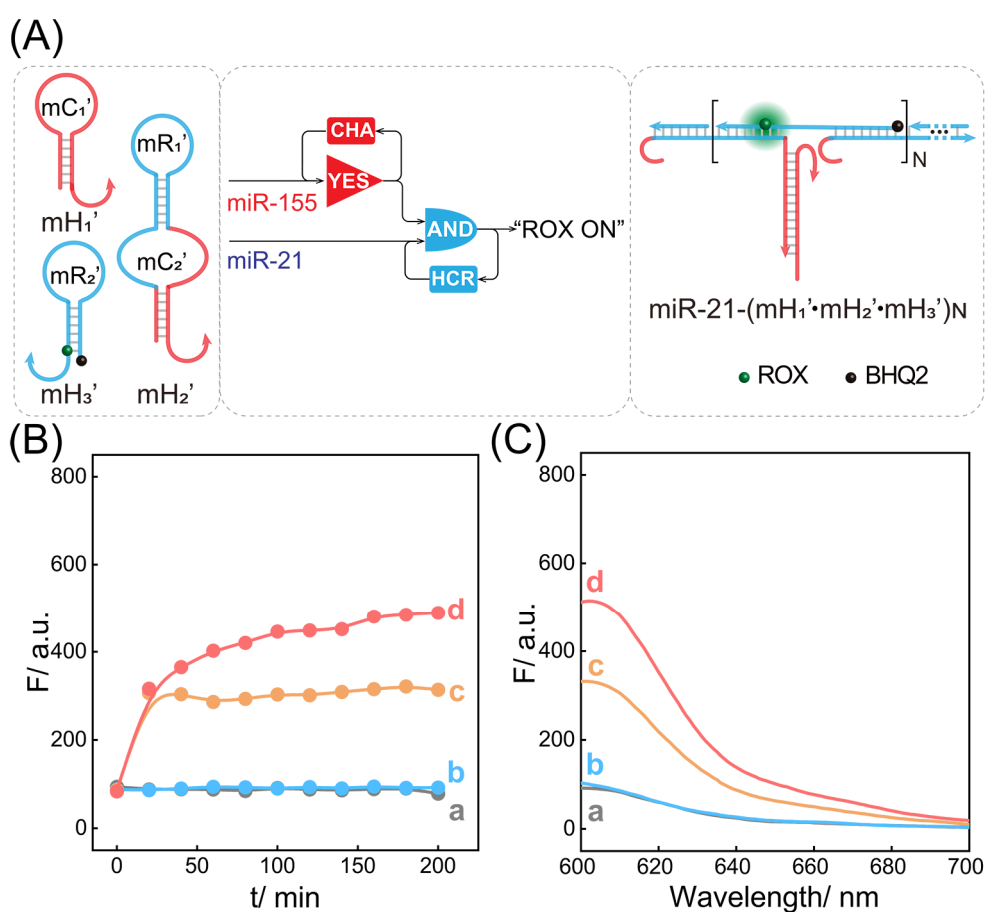 (A)
mC₁’
mH₁’
mR₁’
mC₂’
mH₂’
mR₂’
mH₃’
CHA
YES
miR-155
AND
“ROX ON”
miR-21
HCR
[ ]N
...
miR-21-(mH₁’•mH₂’•mH₃’)N
ROX
BHQ2
(B)
F/ a.u.
800
600
400
200
0
d
c
b
a
0 50 100 150 200
t/ min
(C)
F/ a.u.
800
600
400
200
0
d
c
b
a
600 620 640 660 680 700
Wavelength/ nm